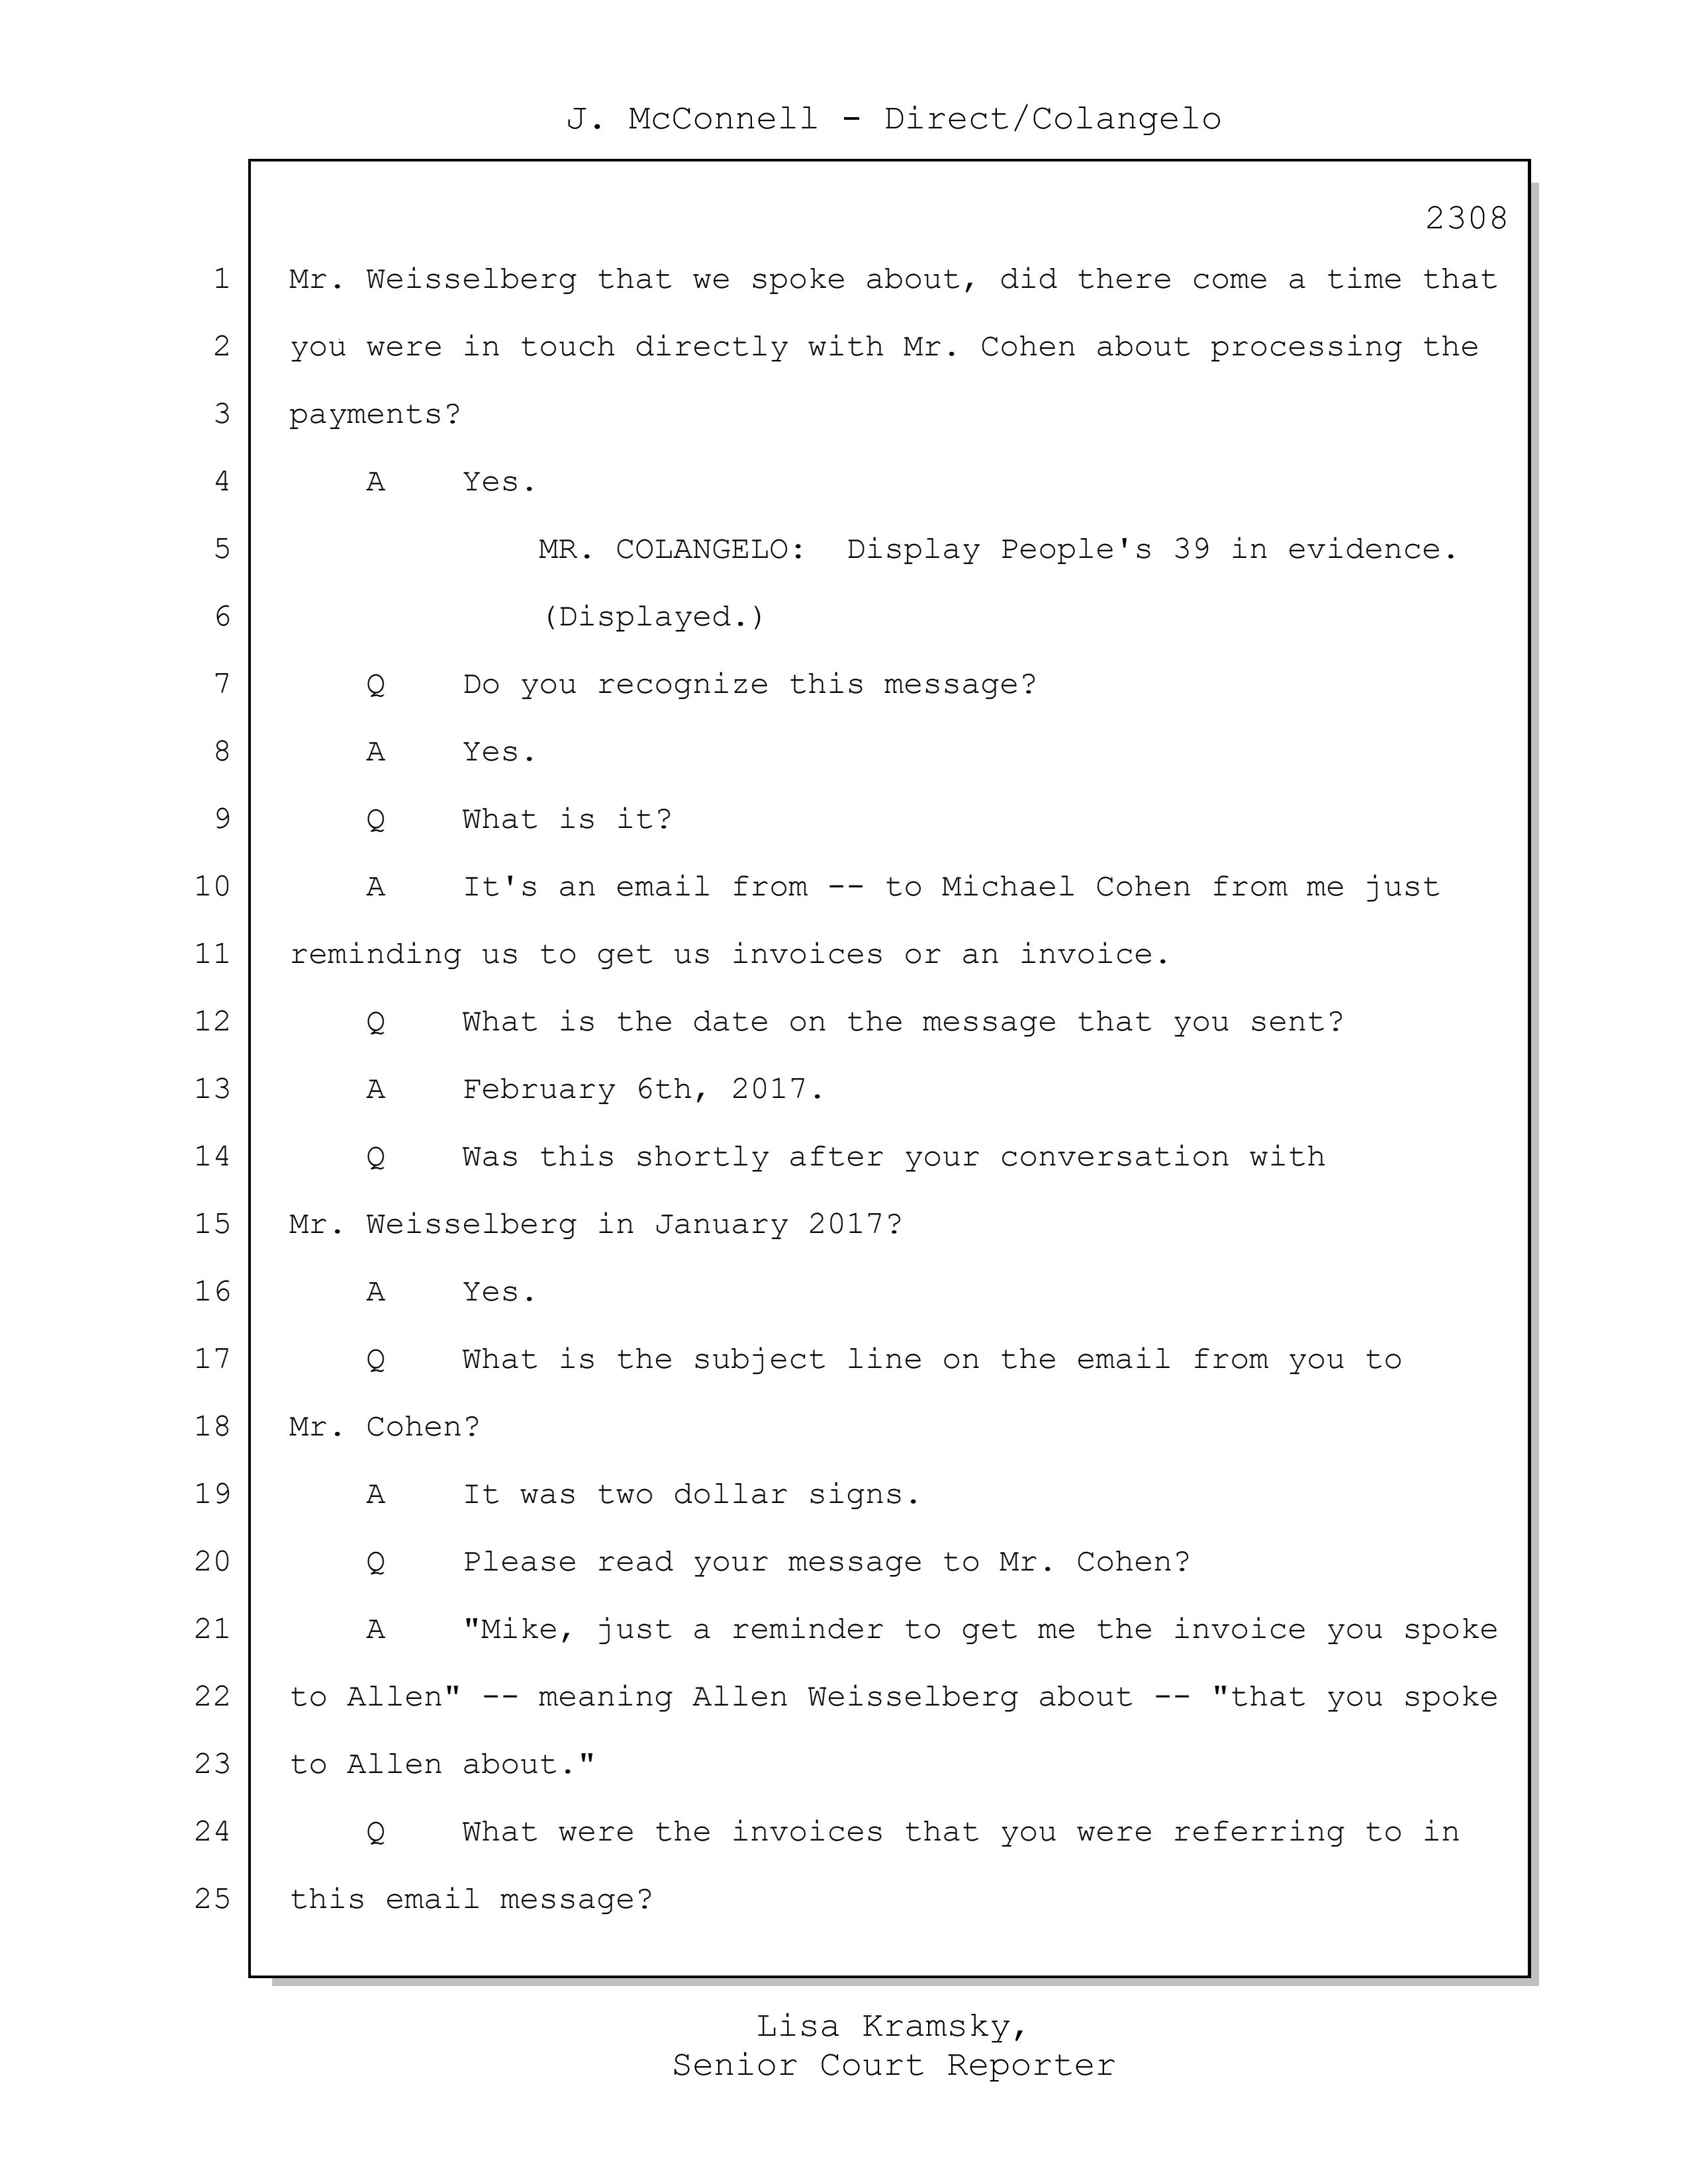 J. McConnell - Direct/Colangelo
2308
1 Mr. Weisselberg that we spoke about, did there come a time that
2 you were in touch directly with Mr. Cohen about processing the
3 payments?
4 A Yes.
5 MR. COLANGELO: Display People's 39 in evidence.
6 (Displayed.)
7 Q Do you recognize this message?
8 A Yes.
9 Q What is it?
10 A It's an email from -- to Michael Cohen from me just
11 reminding us to get us invoices or an invoice.
12 Q What is the date on the message that you sent?
13 A February 6th, 2017.
14 Q Was this shortly after your conversation with
15 Mr. Weisselberg in January 2017?
16 A Yes.
17 Q What is the subject line on the email from you to
18 Mr. Cohen?
19 A It was two dollar signs.
20 Q Please read your message to Mr. Cohen?
21 A "Mike, just a reminder to get me the invoice you spoke
22 to Allen" -- meaning Allen Weisselberg about -- "that you spoke
23 to Allen about."
24 Q What were the invoices that you were referring to in
25 this email message?
Lisa Kramsky,
Senior Court Reporter